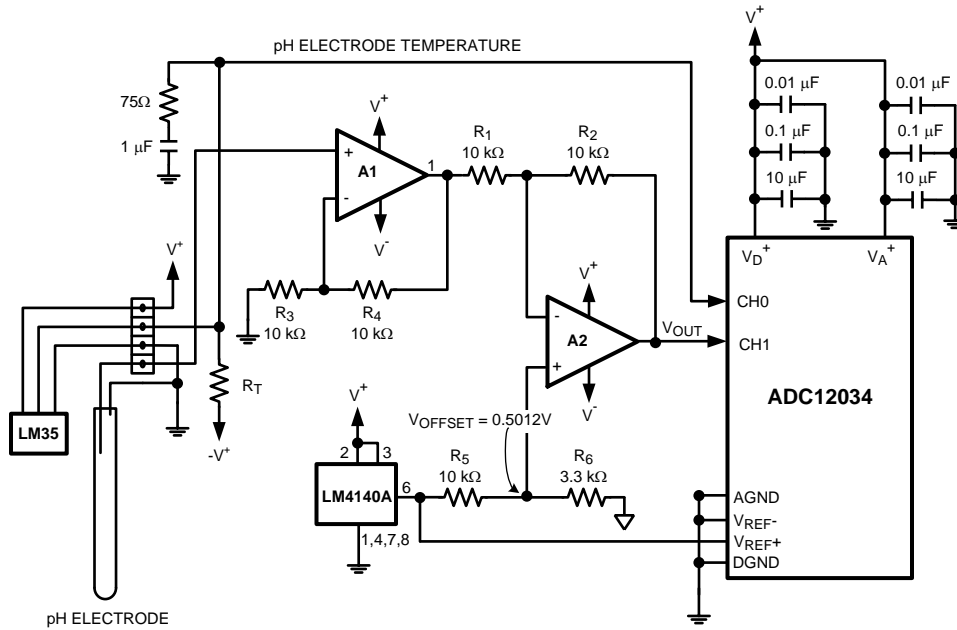 V+
pH ELECTRODE TEMPERATURE
75Ω
1 µF
V+
+
A1
-
1
V-
R1
10 kΩ
R2
10 kΩ
0.01 µF
0.1 µF
10 µF
0.01 µF
0.1 µF
10 µF
VD+
VA+
V+
R3
10 kΩ
R4
10 kΩ
V+
-
A2
+
V-
VOUT
CH0
CH1
ADC12034
LM35
RT
-V+
V+
2
3
LM4140A
6
1,4,7,8
VOFFSET = 0.5012V
R5
10 kΩ
R6
3.3 kΩ
AGND
VREF-
VREF+
DGND
pH ELECTRODE